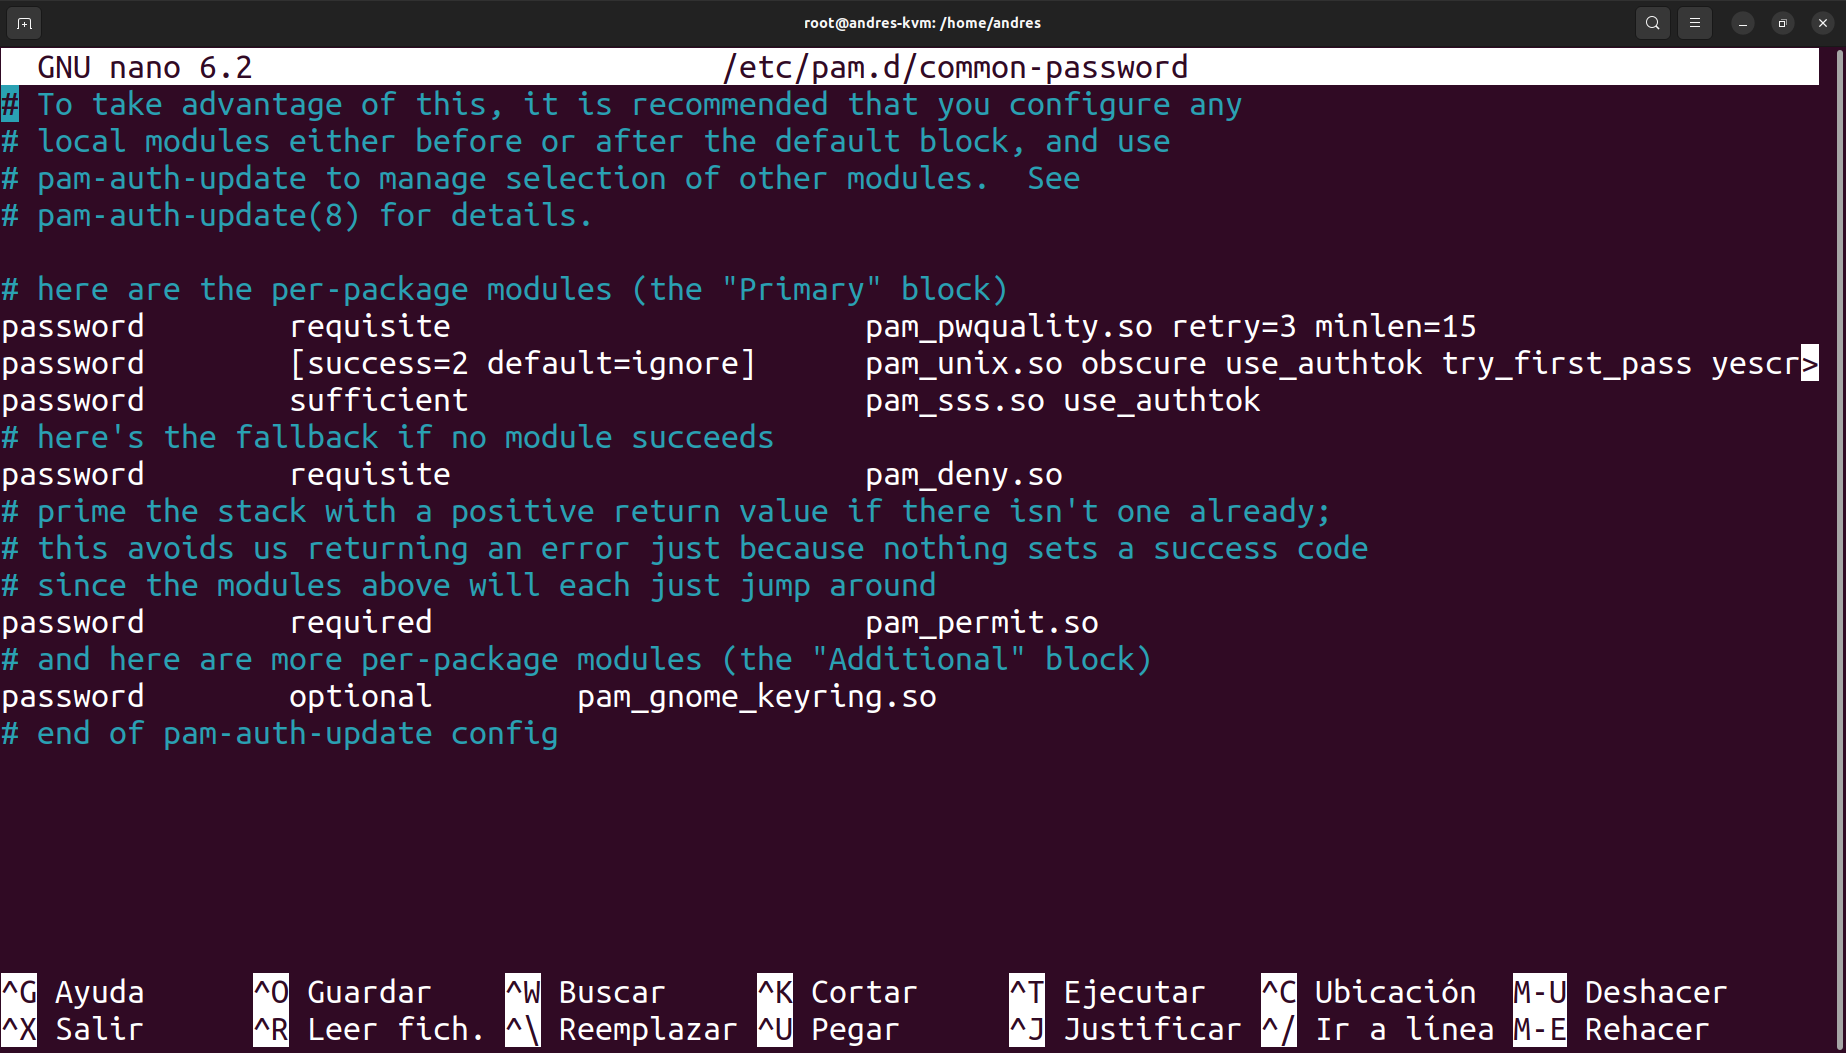 root@andres-kvm: /home/andres
GNU nano 6.2 /etc/pam.d/common-password
# To take advantage of this, it is recommended that you configure any
# local modules either before or after the default block, and use
# pam-auth-update to manage selection of other modules.  See
# pam-auth-update(8) for details.
# here are the per-package modules (the "Primary" block)
password        requisite                       pam_pwquality.so retry=3 minlen=15
password        [success=2 default=ignore]      pam_unix.so obscure use_authtok try_first_pass yescr>
password        sufficient                      pam_sss.so use_authtok
# here's the fallback if no module succeeds
password        requisite                       pam_deny.so
# prime the stack with a positive return value if there isn't one already;
# this avoids us returning an error just because nothing sets a success code
# since the modules above will each just jump around
password        required                        pam_permit.so
# and here are more per-package modules (the "Additional" block)
password        optional        pam_gnome_keyring.so
# end of pam-auth-update config
^G Ayuda ^O Guardar ^W Buscar ^K Cortar ^T Ejecutar ^C Ubicación M-U Deshacer
^X Salir ^R Leer fich. ^\ Reemplazar ^U Pegar ^J Justificar ^/ Ir a línea M-E Rehacer